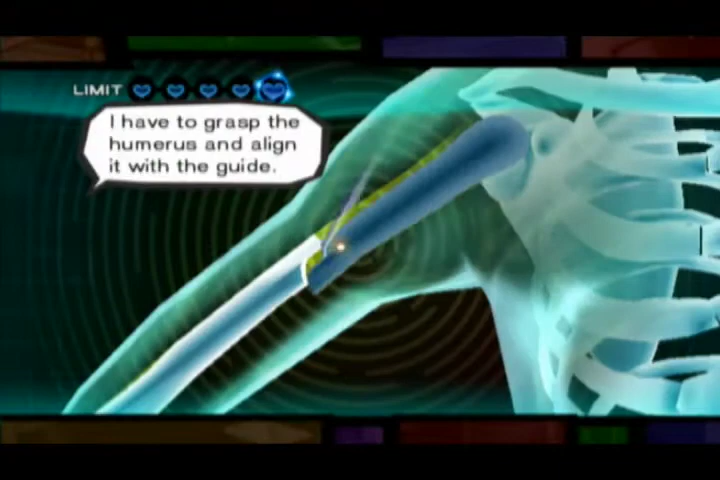 LIMIT
I have to grasp the
humerus and align
it with the guide.